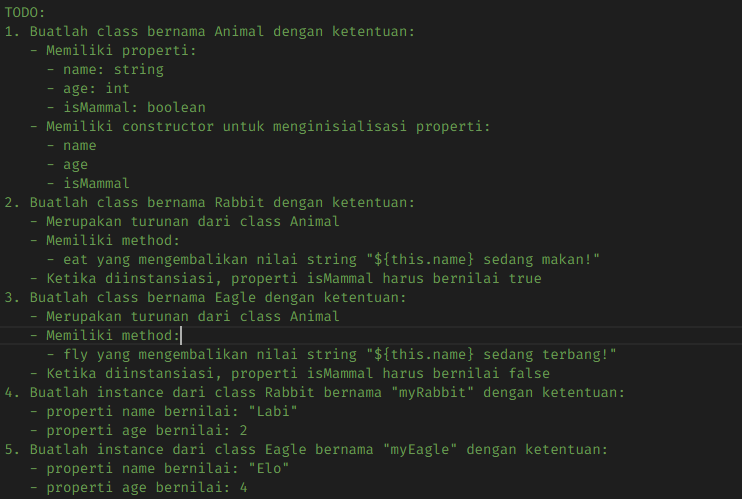 TODO:
1. Buatlah class bernama Animal dengan ketentuan:
   - Memiliki properti:
     - name: string
     - age: int
     - isMammal: boolean
   - Memiliki constructor untuk menginisialisasi properti:
     - name
     - age
     - isMammal
2. Buatlah class bernama Rabbit dengan ketentuan:
   - Merupakan turunan dari class Animal
   - Memiliki method:
     - eat yang mengembalikan nilai string "${this.name} sedang makan!"
   - Ketika diinstansiasi, properti isMammal harus bernilai true
3. Buatlah class bernama Eagle dengan ketentuan:
   - Merupakan turunan dari class Animal
   - Memiliki method:
     - fly yang mengembalikan nilai string "${this.name} sedang terbang!"
   - Ketika diinstansiasi, properti isMammal harus bernilai false
4. Buatlah instance dari class Rabbit bernama "myRabbit" dengan ketentuan:
   - properti name bernilai: "Labi"
   - properti age bernilai: 2
5. Buatlah instance dari class Eagle bernama "myEagle" dengan ketentuan:
   - properti name bernilai: "Elo"
   - properti age bernilai: 4